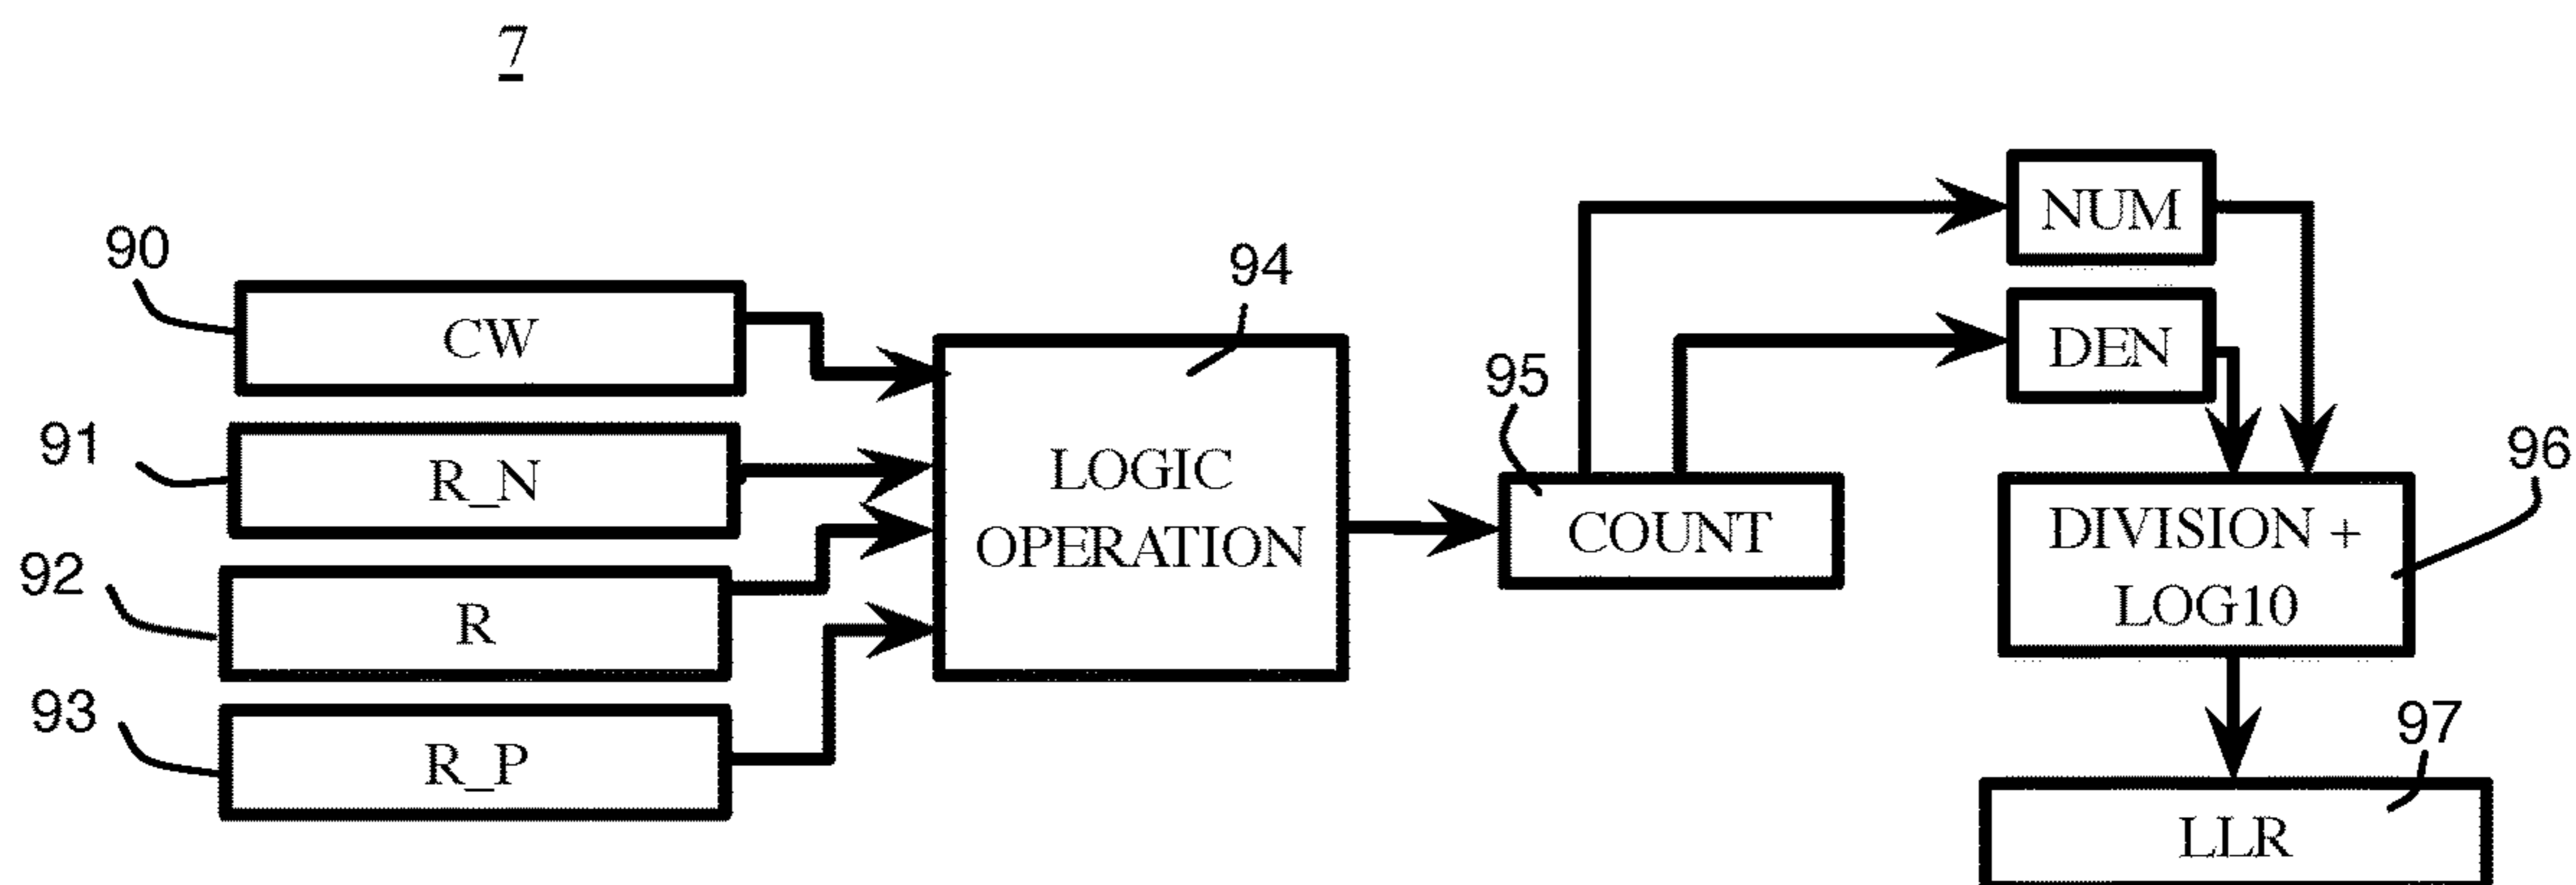 7
90
CW
91
R_N
92
R
93
R_P
94
LOGIC
OPERATION
95
COUNT
NUM
DEN
96
DIVISION +
LOG10
97
LLR